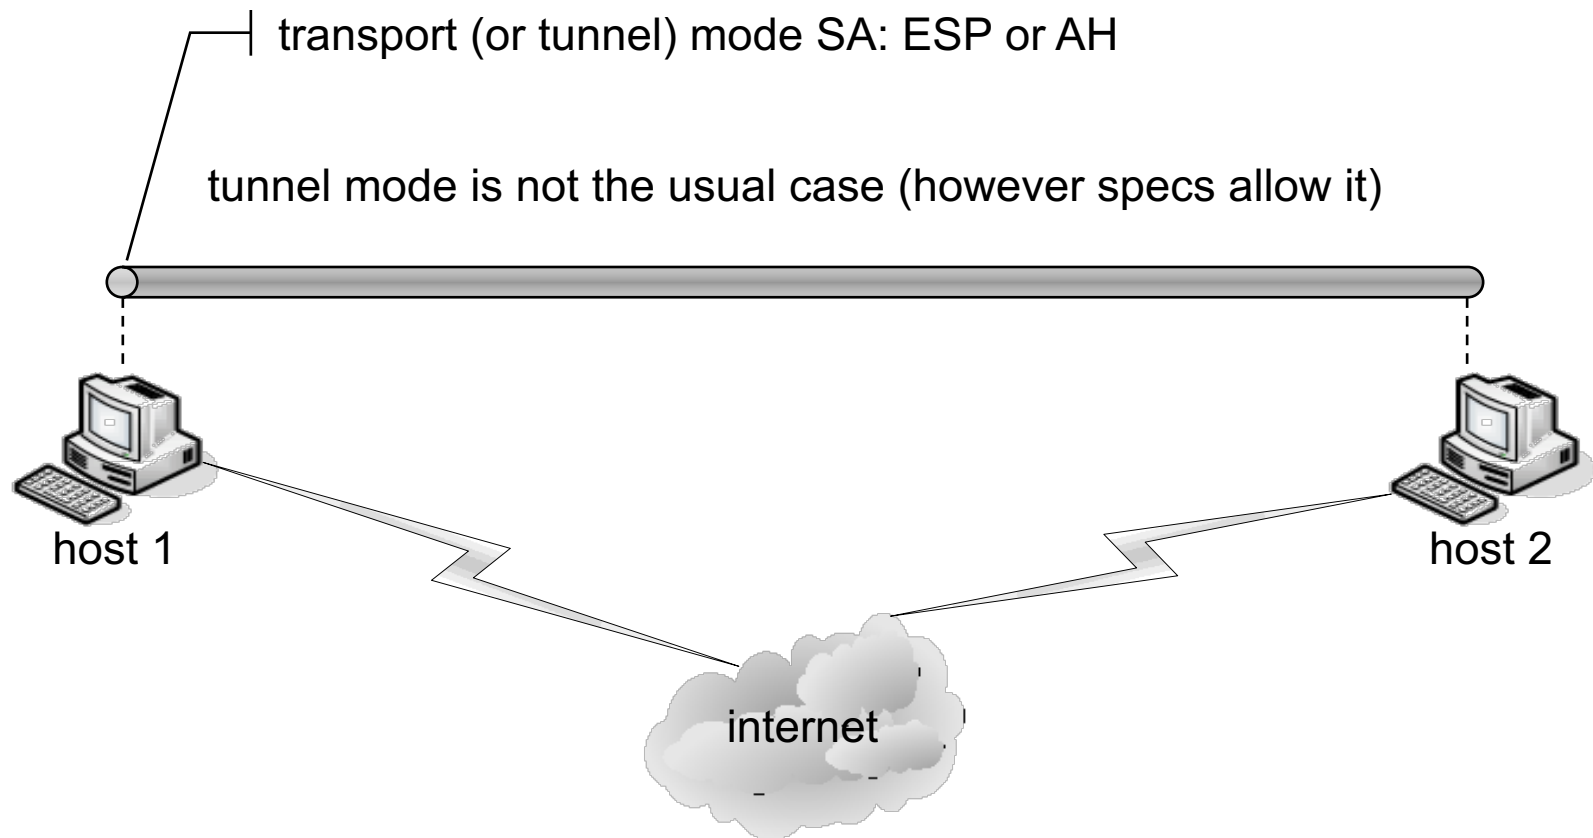 transport (or tunnel) mode SA: ESP or AH
tunnel mode is not the usual case (however specs allow it)
host 1
host 2
internet